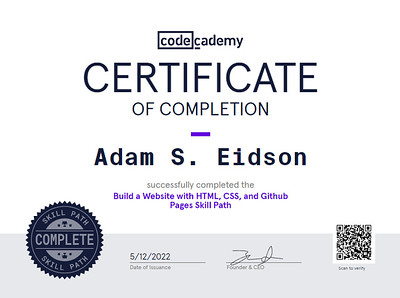 codecademy
CERTIFICATE
OF COMPLETION
Adam S. Eidson
successfully completed the
Build a Website with HTML, CSS, and Github
Pages Skill Path
SKILL PATH
COMPLETE
SKILL PATH
5/12/2022
Date of Issuance
Founder & CEO
Scan to verify